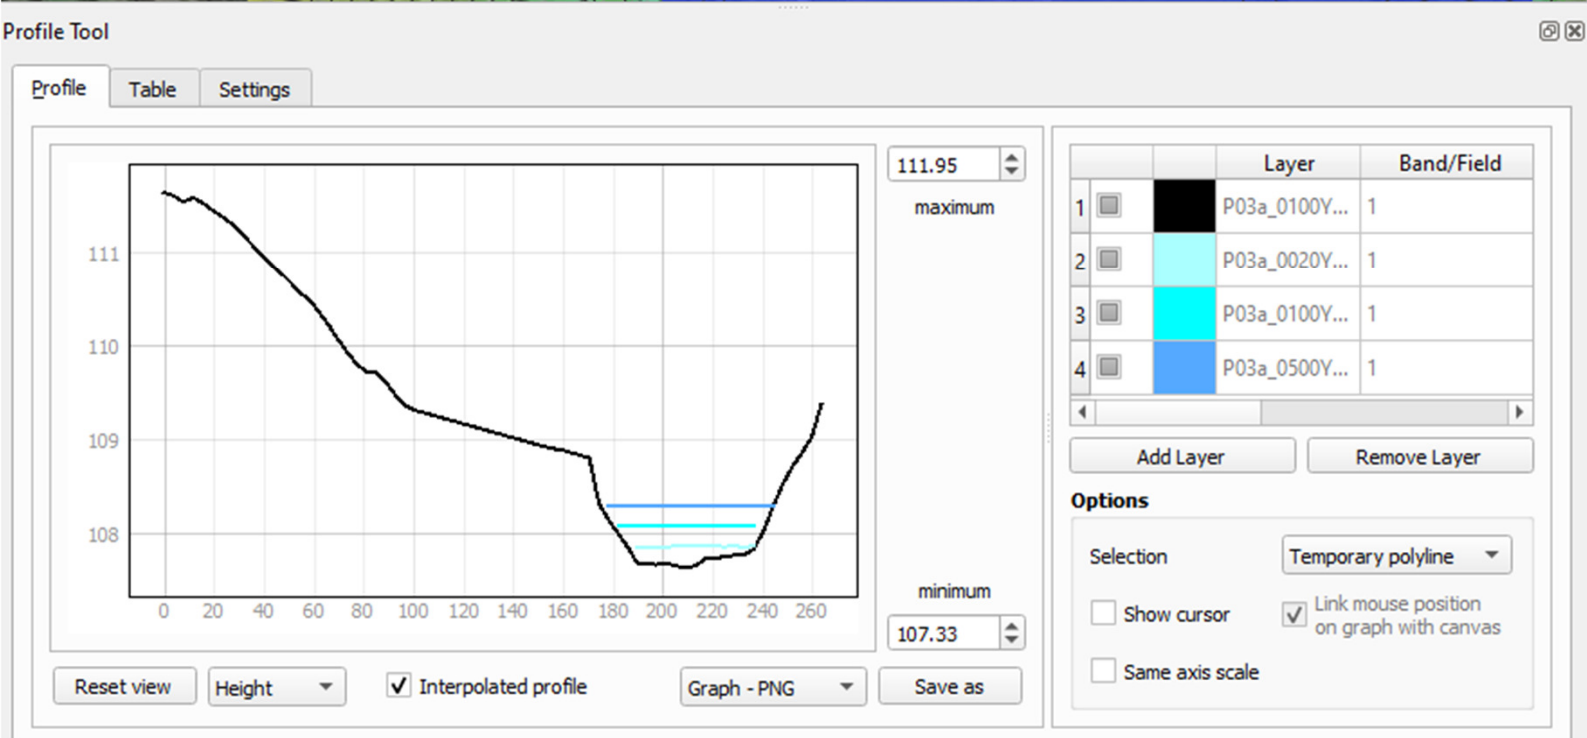 Profile Tool
Profile Table Settings
111
110
109
108
0 20 40 60 80 100 120 140 160 180 200 220 240 260
111.95
maximum
minimum
107.33
Layer Band/Field
1 P03a_0100Y... 1
2 P03a_0020Y... 1
3 P03a_0100Y... 1
4 P03a_0500Y... 1
Add Layer Remove Layer
Options
Selection Temporary polyline
Show cursor
Link mouse position
on graph with canvas
Same axis scale
Reset view Height Interpolated profile Graph - PNG Save as